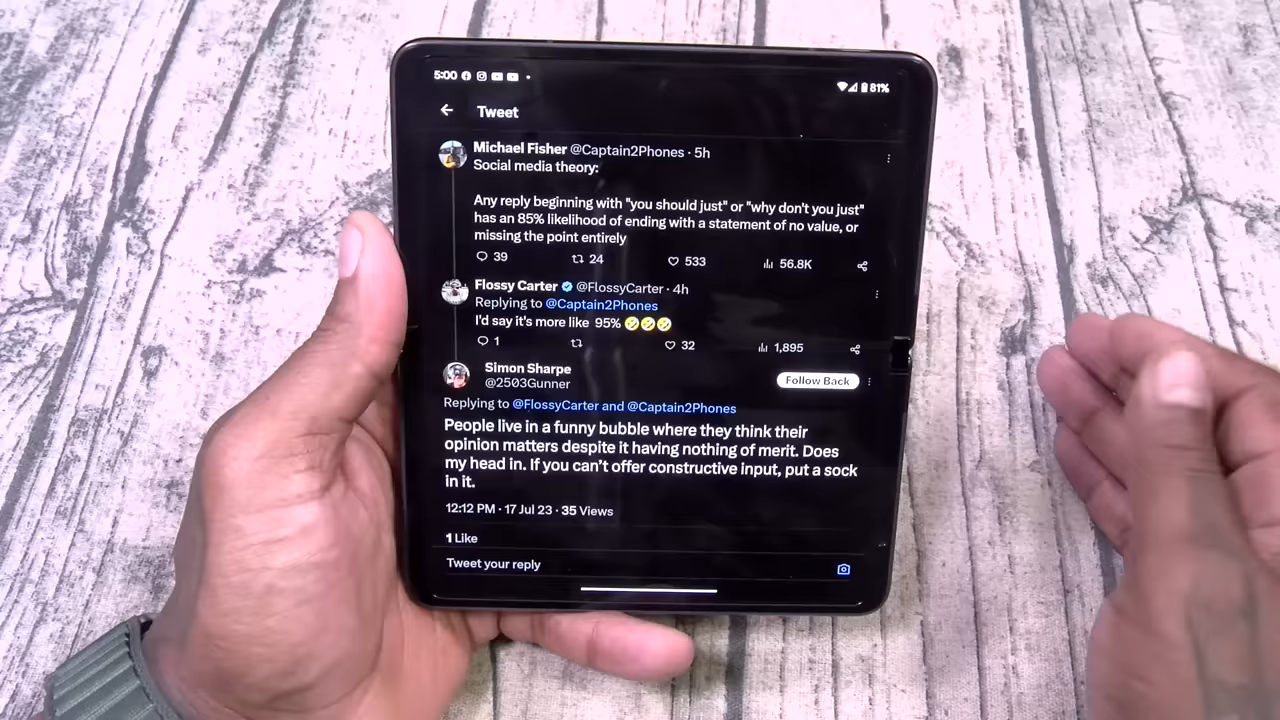 5:00 81%
Tweet
Michael Fisher @Captain2Phones · 5h
Social media theory:
Any reply beginning with "you should just" or "why don't you just"
has an 85% likelihood of ending with a statement of no value, or
missing the point entirely
39 24 533 56.8K
Flossy Carter @FlossyCarter · 4h
Replying to @Captain2Phones
I'd say it's more like 95% 🤣🤣🤣
1 32 1,895
Simon Sharpe
@2503Gunner
Follow Back
Replying to @FlossyCarter and @Captain2Phones
People live in a funny bubble where they think their
opinion matters despite it having nothing of merit. Does
my head in. If you can’t offer constructive input, put a sock
in it.
12:12 PM · 17 Jul 23 · 35 Views
1 Like
Tweet your reply